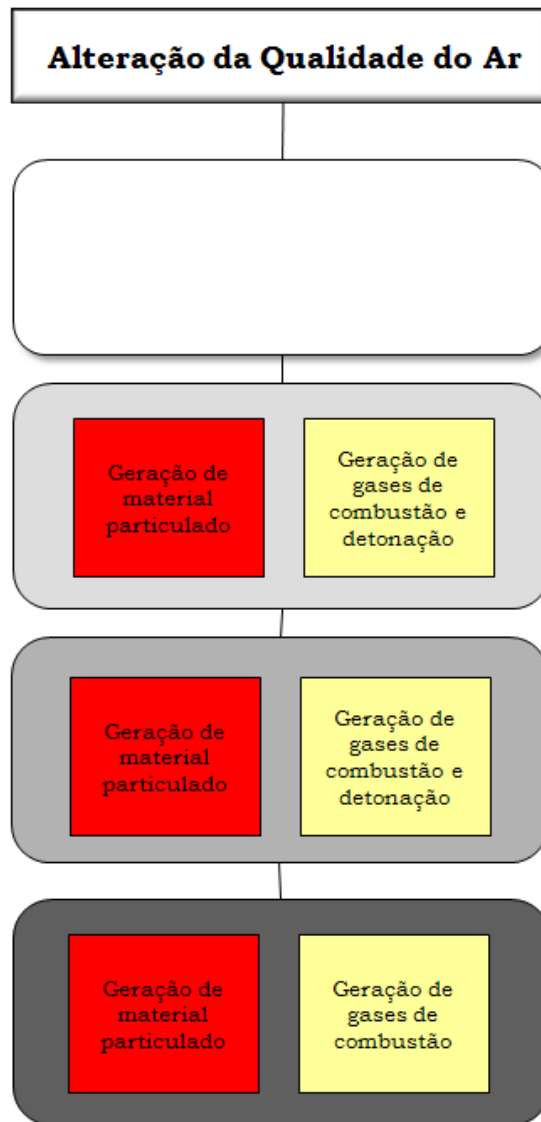 Alteração da Qualidade do Ar
Geração de
material
particulado
Geração de
gases de
combustão e
detonação
Geração de
material
particulado
Geração de
gases de
combustão e
detonação
Geração de
material
particulado
Geração de
gases de
combustão